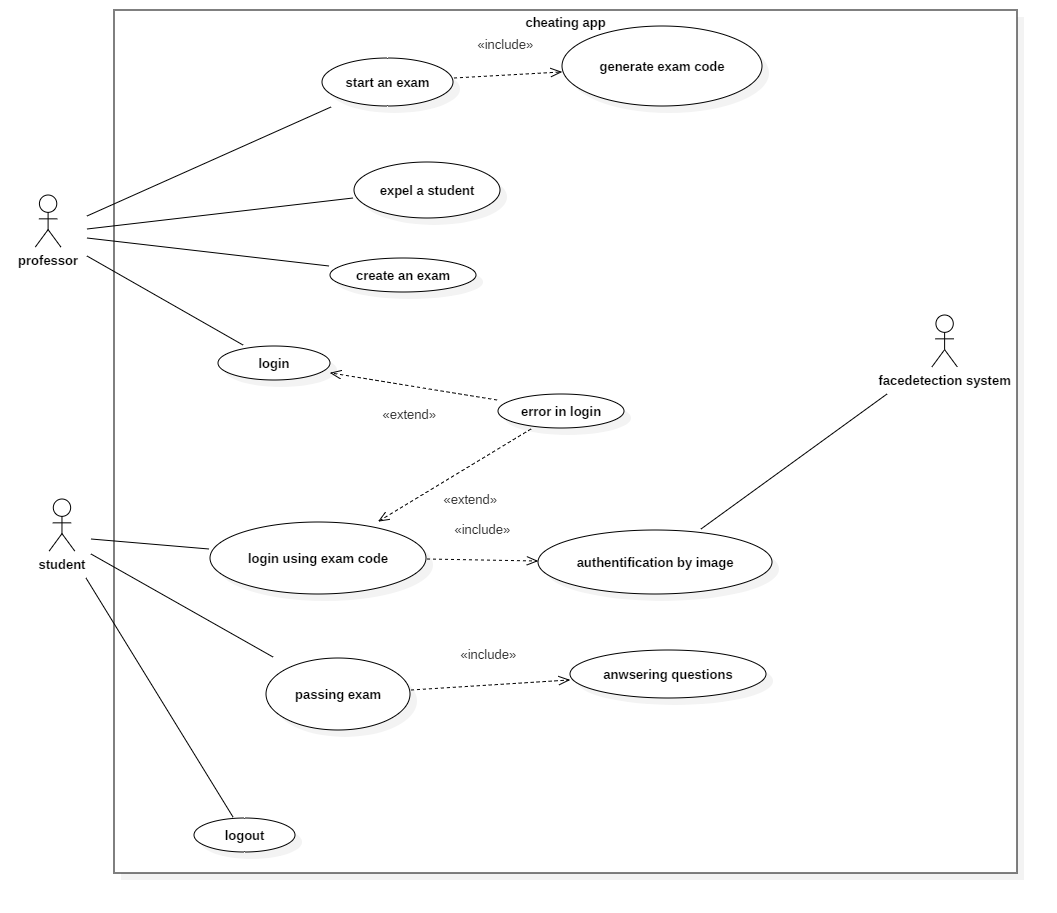 cheating app
«include»
generate exam code
start an exam
expel a student
professor
create an exam
login
facedetection system
«extend»
error in login
«extend»
«include»
student
login using exam code
authentification by image
«include»
anwsering questions
passing exam
logout